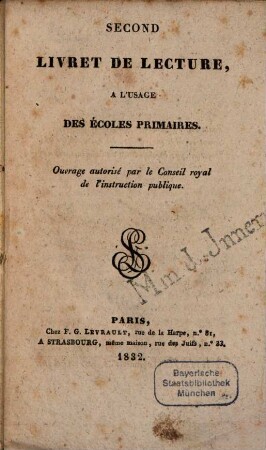 SECOND
LIVRET DE LECTURE,
A L'USAGE
DES ÉCOLES PRIMAIRES.
Ouvrage autorisé par le Conseil royal
de l'instruction publique.
PARIS,
Chez F. G. LEVRAULT, rue de la Harpe, n.° 81,
A STRASBOURG, même maison, rue des Juifs, n.° 33.
1832.
Bayerische
Staatsbibliothek
München